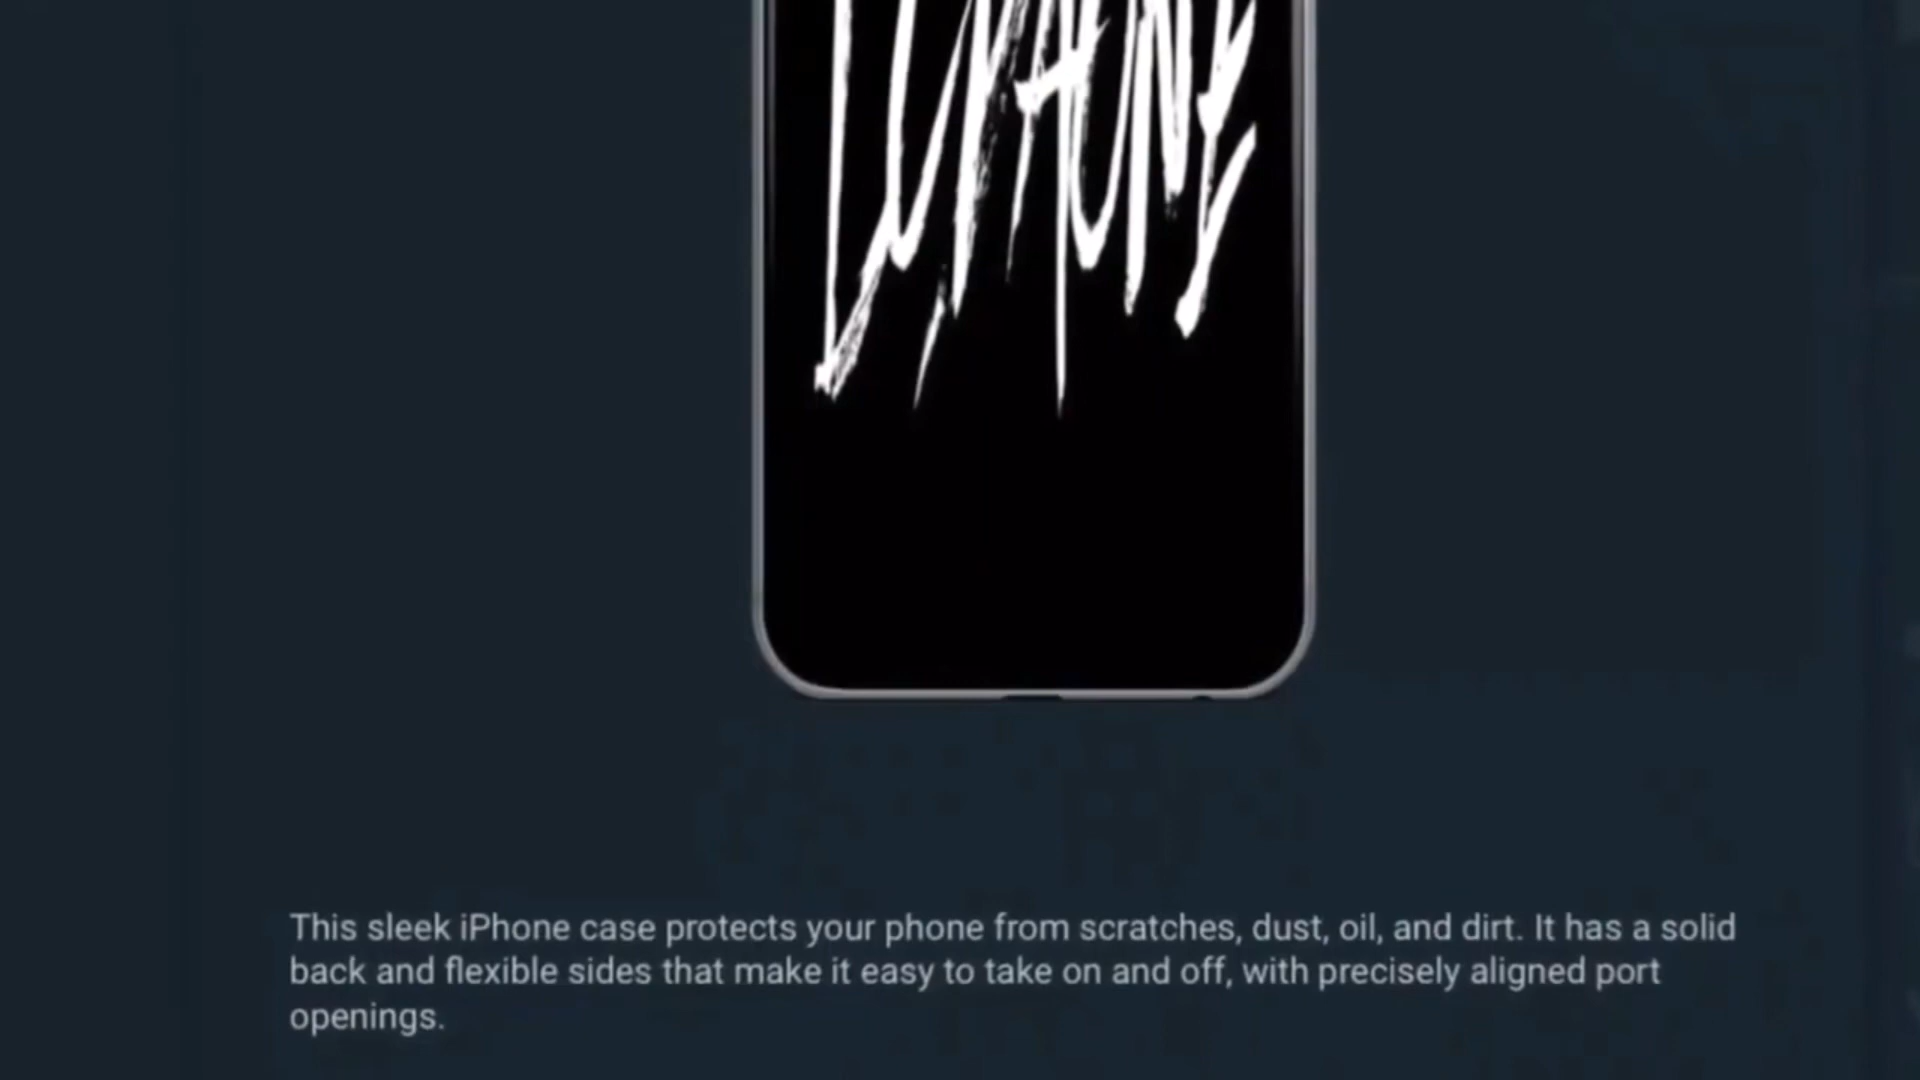 This sleek iPhone case protects your phone from scratches, dust, oil, and dirt. It has a solid
back and flexible sides that make it easy to take on and off, with precisely aligned port
openings.